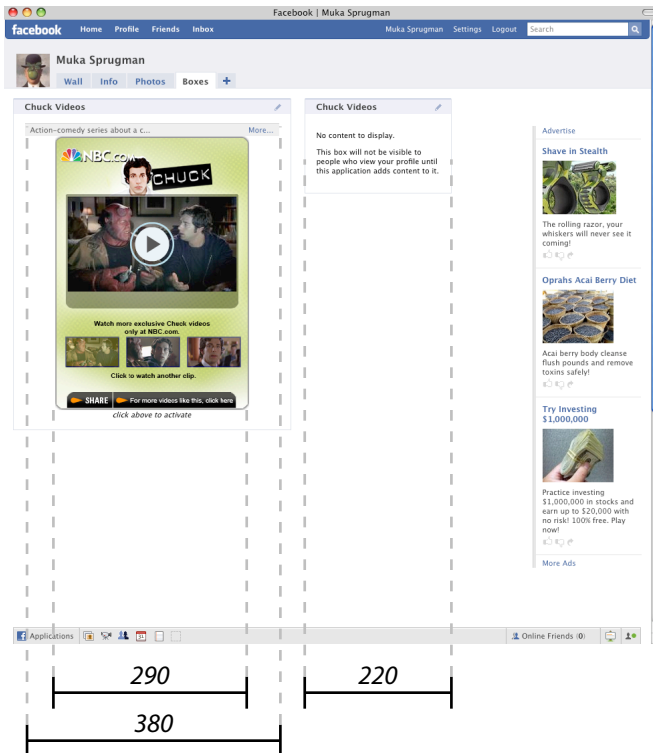 Facebook | Muka Sprugman
facebook Home Profile Friends Inbox Muka Sprugman Settings Logout Search
Muka Sprugman
Wall Info Photos Boxes +
Chuck Videos
Action-comedy series about a c... More...
NBC.COM
CHUCK
Watch more exclusive Check videos
only at NBC.com.
Click to watch another clip.
SHARE For more videos like this, click here
click above to activate
Chuck Videos
No content to display.
This box will not be visible to
people who view your profile until
this application adds content to it.
Advertise
Shave in Stealth
The rolling razor, your
whiskers will never see it
coming!
Oprahs Acai Berry Diet
Acai berry body cleanse
flush pounds and remove
toxins safely!
Try Investing
$1,000,000
Practice investing
$1,000,000 in stocks and
earn up to $20,000 with
no risk! 100% free. Play
now!
More Ads
Applications 31 Online Friends (0)
290 220
380